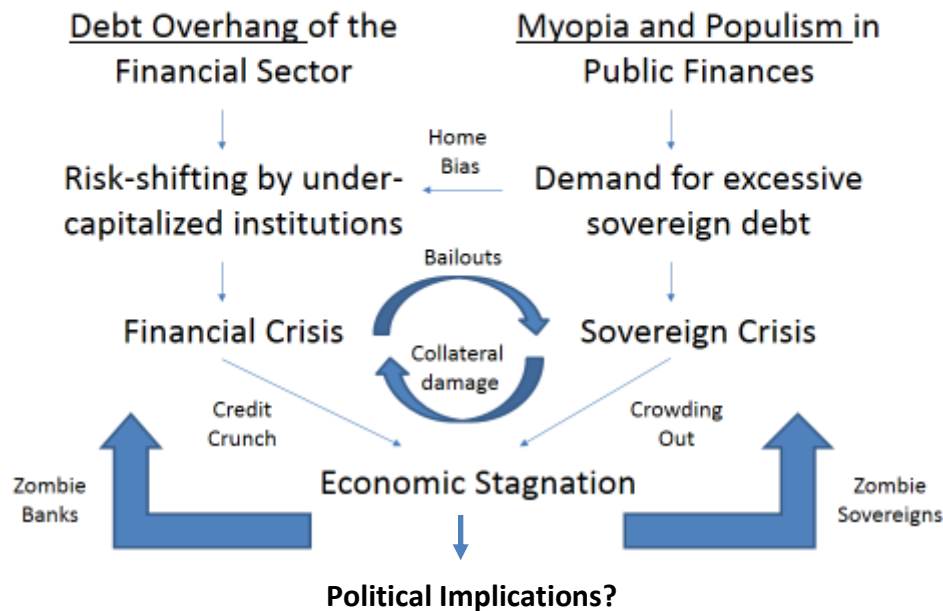 Debt Overhang of the
Financial Sector
Myopia and Populism in
Public Finances
Home
Bias
Risk-shifting by under-
capitalized institutions
Demand for excessive
sovereign debt
Bailouts
Financial Crisis
Sovereign Crisis
Collateral
damage
Credit
Crunch
Crowding
Out
Economic Stagnation
Zombie
Banks
Zombie
Sovereigns
Political Implications?